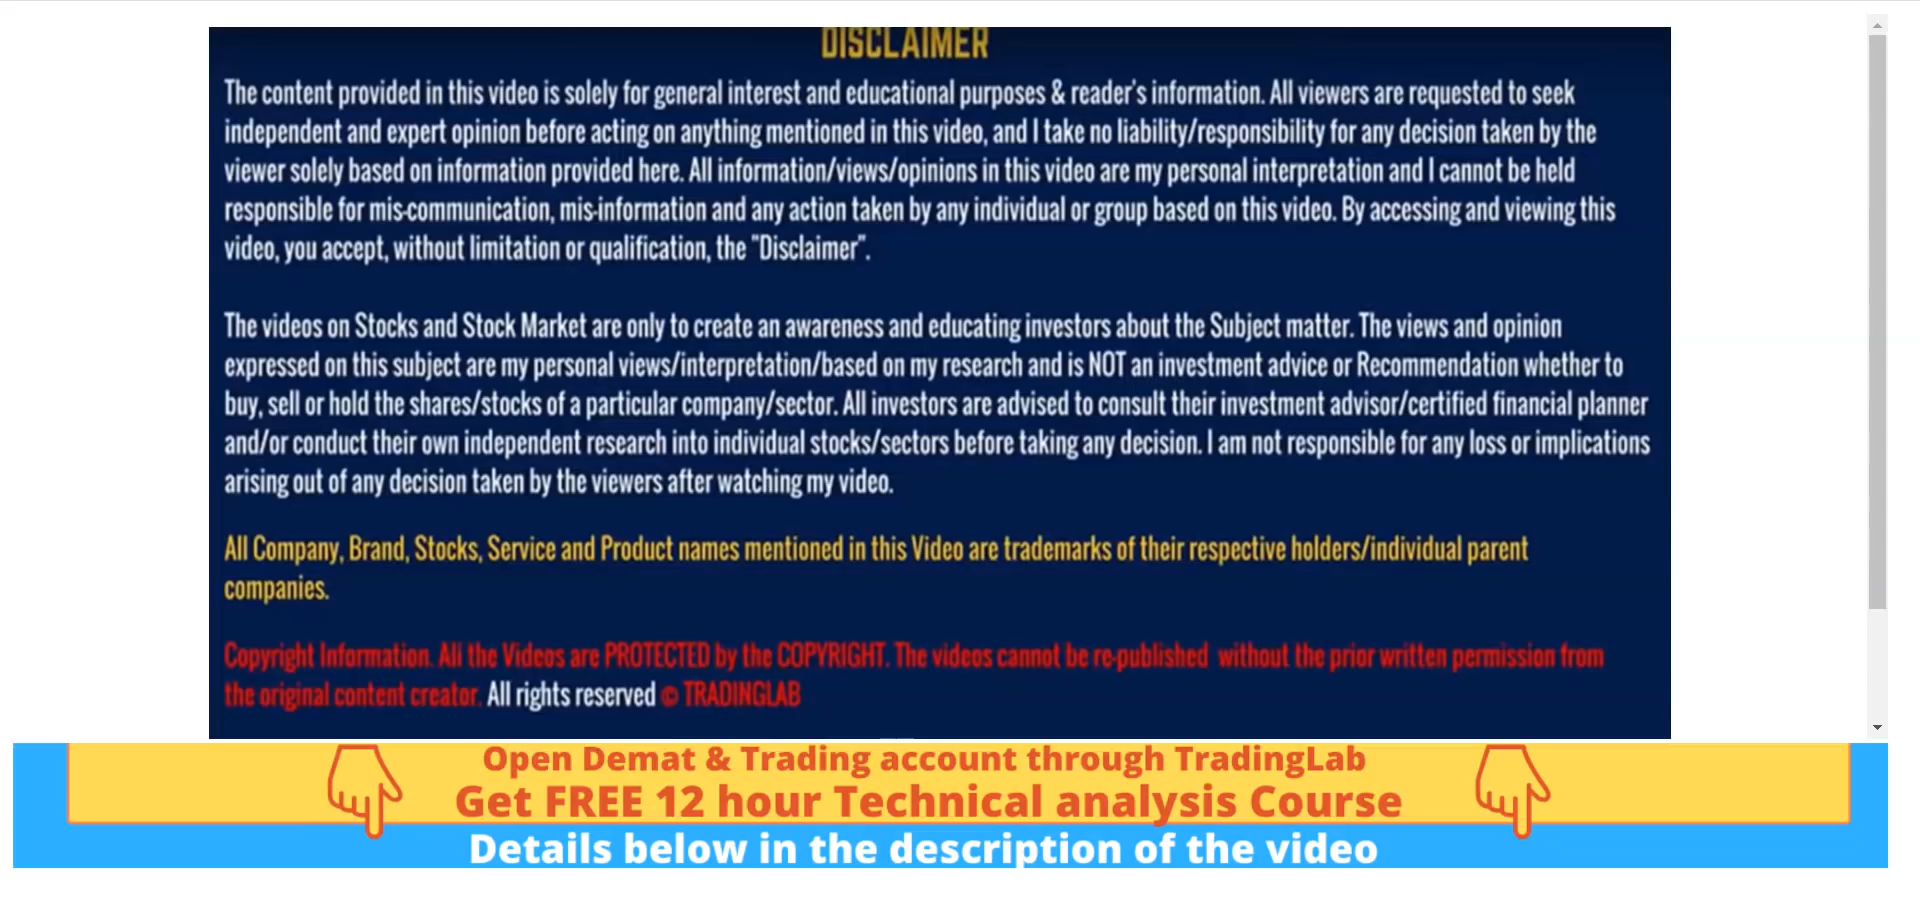 DISCLAIMER
The content provided in this video is solely for general interest and educational purposes & reader's information. All viewers are requested to seek
independent and expert opinion before acting on anything mentioned in this video, and I take no liability/responsibility for any decision taken by the
viewer solely based on information provided here. All information/views/opinions in this video are my personal interpretation and I cannot be held
responsible for mis-communication, mis-information and any action taken by any individual or group based on this video. By accessing and viewing this
video, you accept, without limitation or qualification, the "Disclaimer".
The videos on Stocks and Stock Market are only to create an awareness and educating investors about the Subject matter. The views and opinion
expressed on this subject are my personal views/interpretation/based on my research and is NOT an investment advice or Recommendation whether to
buy, sell or hold the shares/stocks of a particular company/sector. All investors are advised to consult their investment advisor/certified financial planner
and/or conduct their own independent research into individual stocks/sectors before taking any decision. I am not responsible for any loss or implications
arising out of any decision taken by the viewers after watching my video.
All Company, Brand, Stocks, Service and Product names mentioned in this Video are trademarks of their respective holders/individual parent
companies.
Copyright Information. All the Videos are PROTECTED by the COPYRIGHT. The videos cannot be re-published without the prior written permission from
the original content creator. All rights reserved © TRADINGLAB
Open Demat & Trading account through TradingLab
Get FREE 12 hour Technical analysis Course
Details below in the description of the video